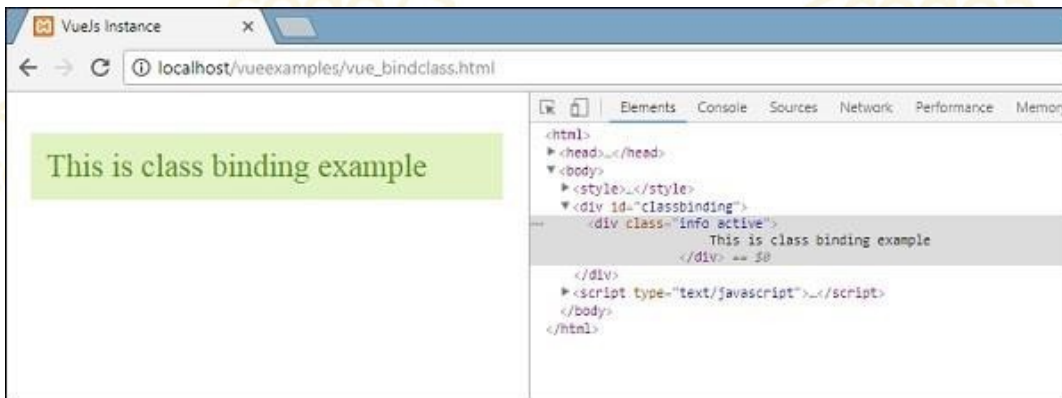 VueJs Instance
localhost/vueexamples/vue_bindclass.html
This is class binding example
Elements Console Sources Network Performance Memory
<html>
<head>…</head>
<body>
<style>…</style>
<div id="classbinding">
<div class="info active">
This is class binding example
</div> == $0
</div>
<script type="text/javascript">…</script>
</body>
</html>